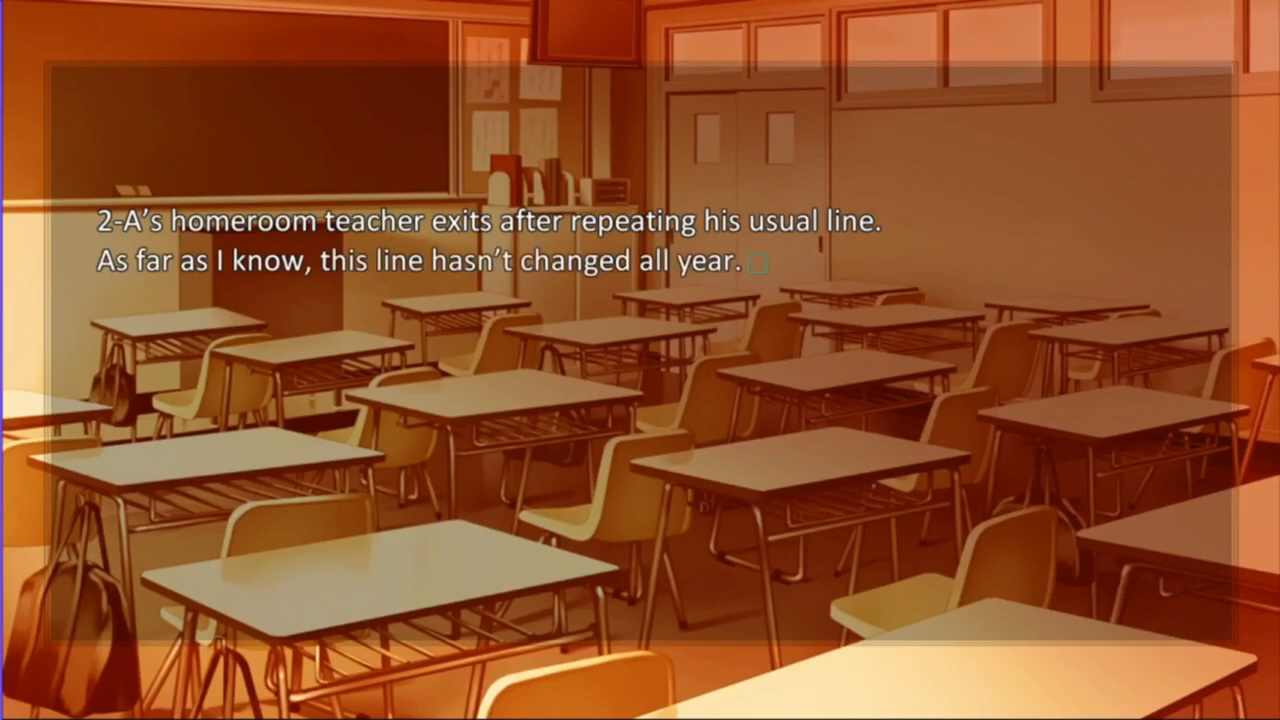 2-A’s homeroom teacher exits after repeating his usual line.
As far as I know, this line hasn’t changed all year.